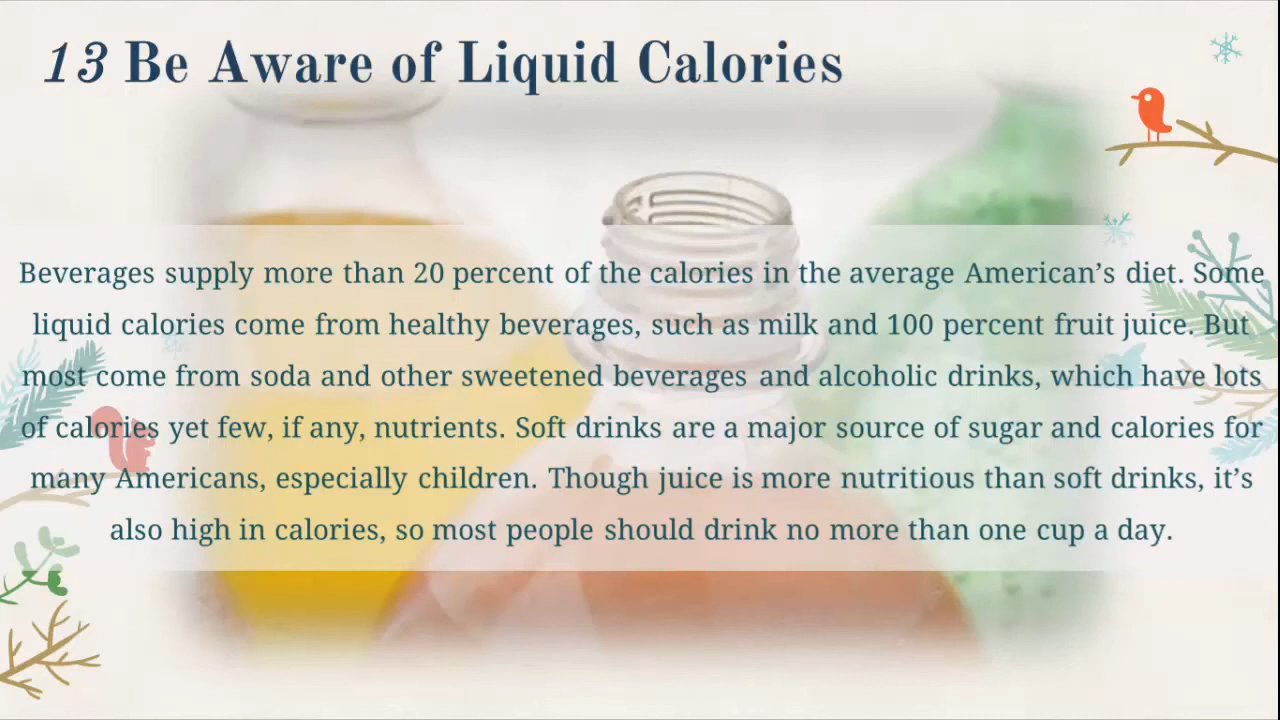 13 Be Aware of Liquid Calories
Beverages supply more than 20 percent of the calories in the average American’s diet. Some
liquid calories come from healthy beverages, such as milk and 100 percent fruit juice. But
most come from soda and other sweetened beverages and alcoholic drinks, which have lots
of calories yet few, if any, nutrients. Soft drinks are a major source of sugar and calories for
many Americans, especially children. Though juice is more nutritious than soft drinks, it’s
also high in calories, so most people should drink no more than one cup a day.